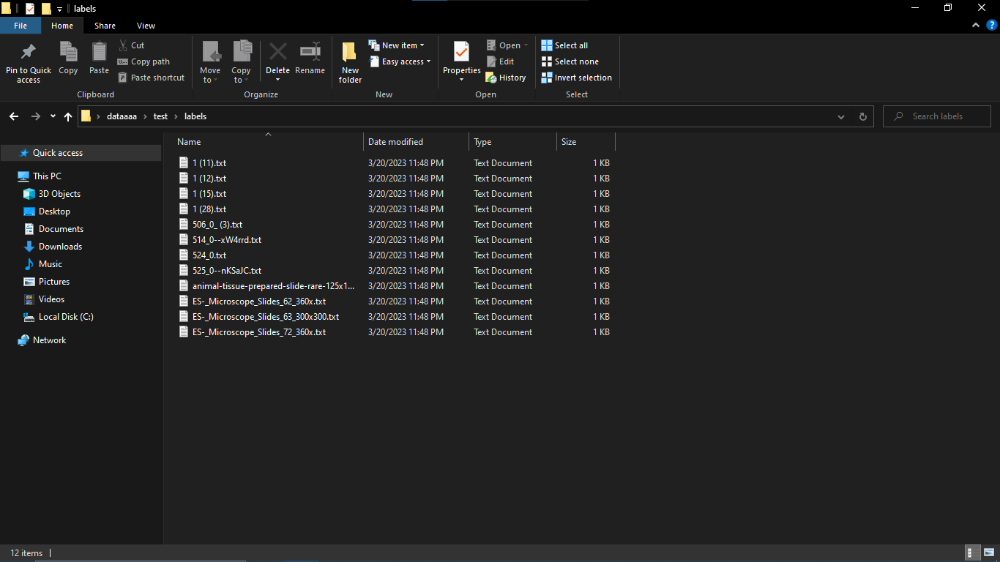 labels
File Home Share View
Pin to Quick access
Copy
Paste
Cut
Copy path
Paste shortcut
Clipboard
Move to
Copy to
Delete
Rename
Organize
New folder
New item
Easy access
New
Properties
Open
Edit
History
Open
Select all
Select none
Invert selection
Select
dataaaa > test > labels
Search labels
Quick access
This PC
3D Objects
Desktop
Documents
Downloads
Music
Pictures
Videos
Local Disk (C:)
Network
Name Date modified Type Size
1 (11).txt 3/20/2023 11:48 PM Text Document 1 KB
1 (12).txt 3/20/2023 11:48 PM Text Document 1 KB
1 (15).txt 3/20/2023 11:48 PM Text Document 1 KB
1 (28).txt 3/20/2023 11:48 PM Text Document 1 KB
506_0_ (3).txt 3/20/2023 11:48 PM Text Document 1 KB
514_0--xW4rrd.txt 3/20/2023 11:48 PM Text Document 1 KB
524_0.txt 3/20/2023 11:48 PM Text Document 1 KB
525_0--nKSaJC.txt 3/20/2023 11:48 PM Text Document 1 KB
animal-tissue-prepared-slide-rare-125x1... 3/20/2023 11:48 PM Text Document 1 KB
ES-_Microscope_Slides_62_360x.txt 3/20/2023 11:48 PM Text Document 1 KB
ES-_Microscope_Slides_63_300x300.txt 3/20/2023 11:48 PM Text Document 1 KB
ES-_Microscope_Slides_72_360x.txt 3/20/2023 11:48 PM Text Document 1 KB
12 items